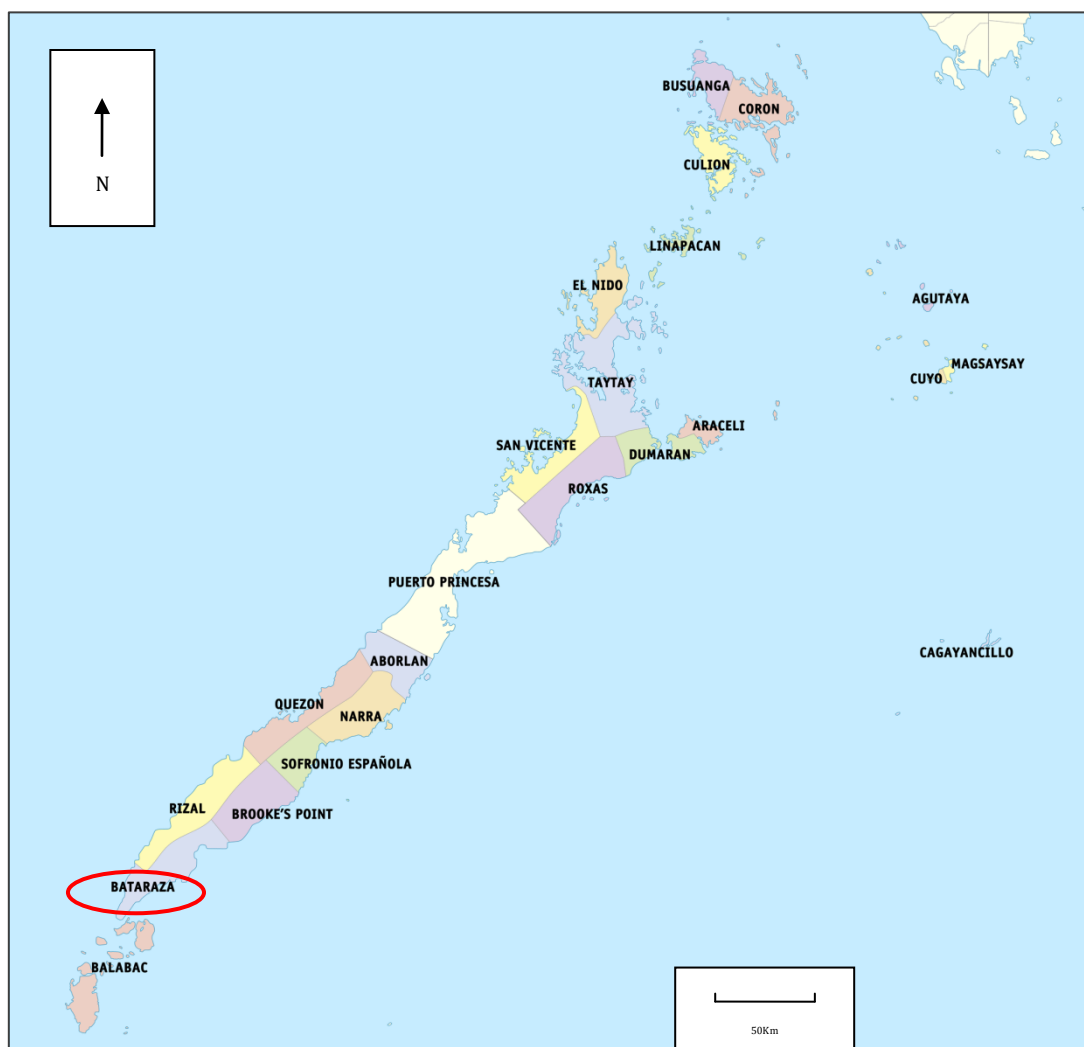 N
BUSUANGA
CORON
CULION
LINAPACAN
EL NIDO
AGUTAYA
MAGSAYSAY
CUYO
TAYTAY
ARACELI
SAN VICENTE
DUMARAN
ROXAS
PUERTO PRINCESA
CAGAYANCILLO
ABORLAN
QUEZON
NARRA
SOFRONIO ESPAÑOLA
RIZAL
BROOKE'S POINT
BATARAZA
BALABAC
50Km